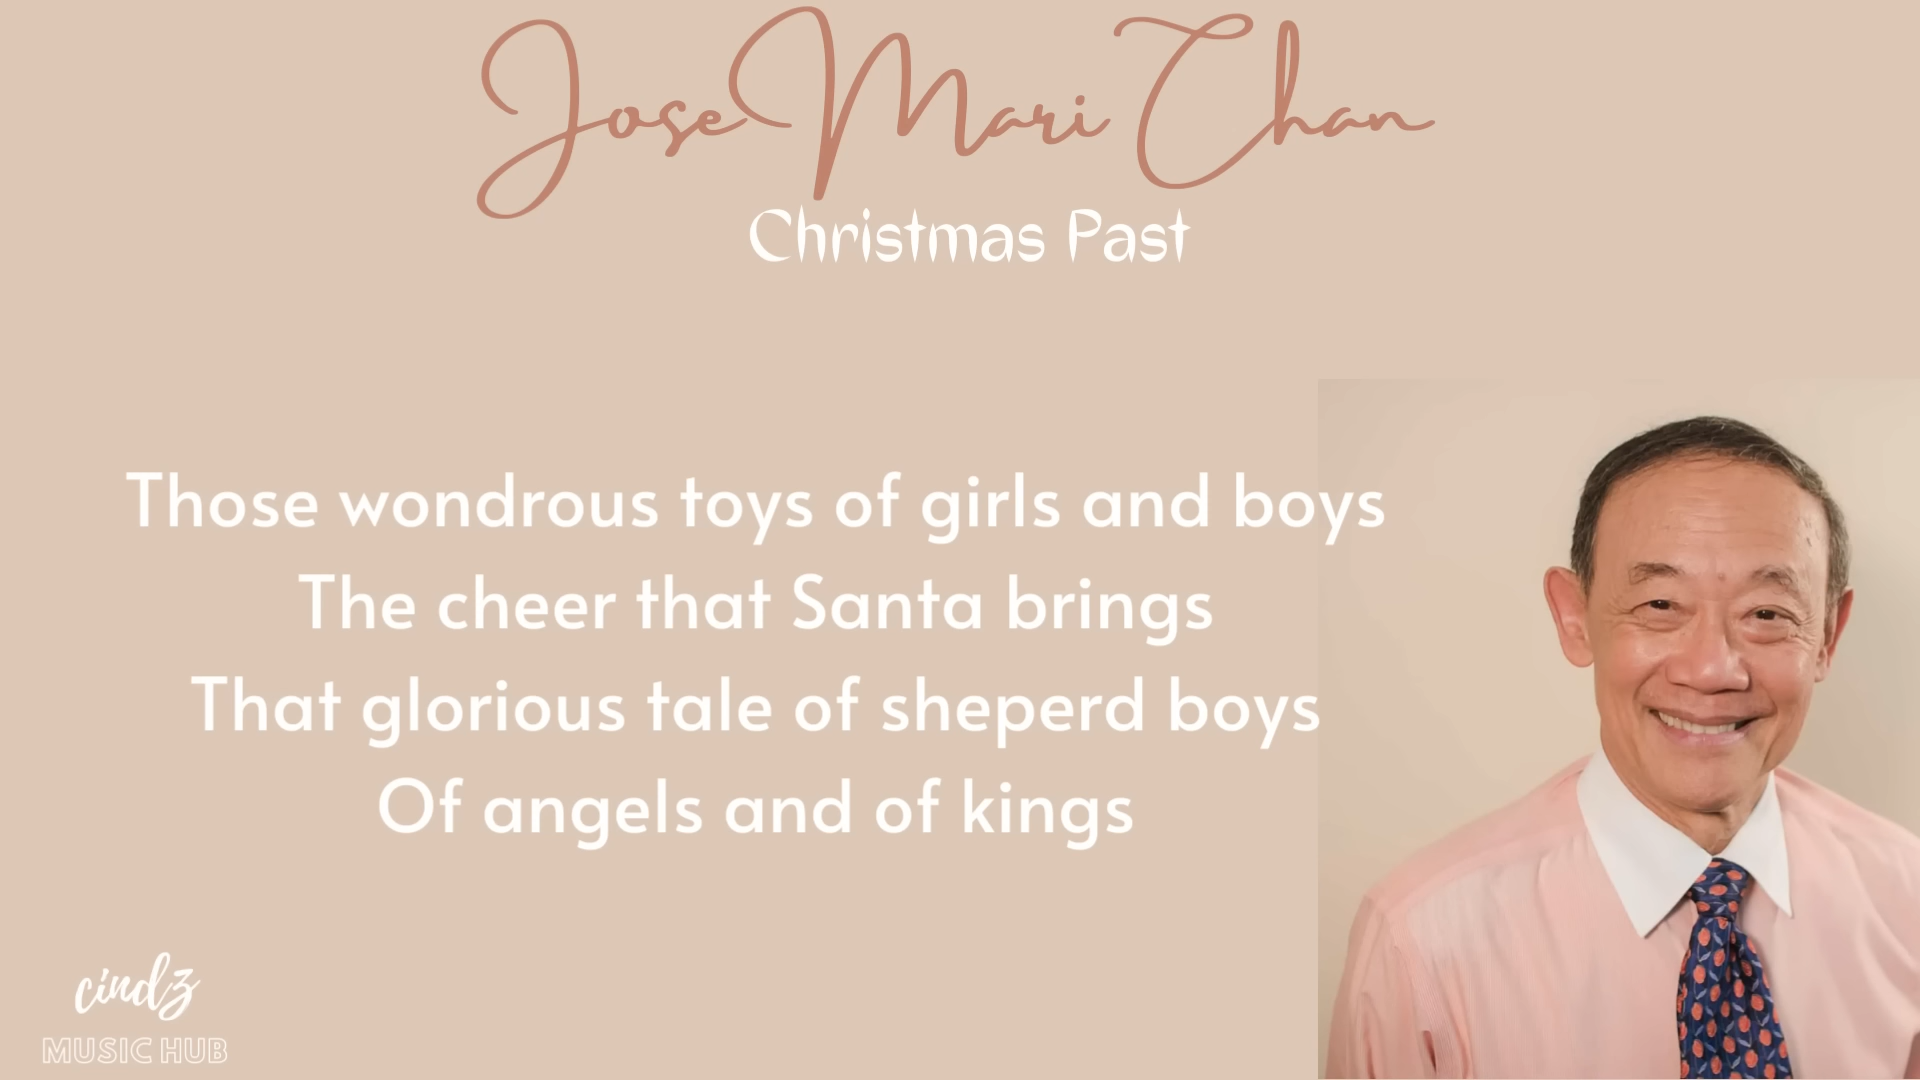 Jose Mari Chan
Christmas Past
Those wondrous toys of girls and boys
The cheer that Santa brings
That glorious tale of sheperd boys
Of angels and of kings
cindz
MUSIC HUB